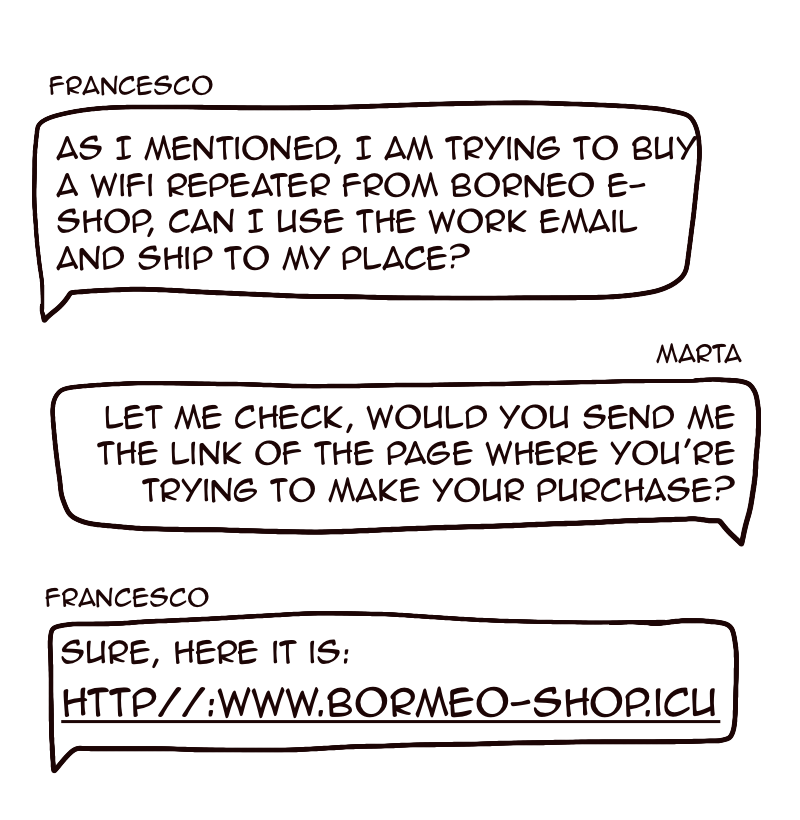 FRANCESCO
AS I MENTIONED, I AM TRYING TO BUY
A WIFI REPEATER FROM BORNEO E-
SHOP, CAN I USE THE WORK EMAIL
AND SHIP TO MY PLACE?
MARTA
LET ME CHECK, WOULD YOU SEND ME
THE LINK OF THE PAGE WHERE YOU'RE
TRYING TO MAKE YOUR PURCHASE?
FRANCESCO
SURE, HERE IT IS:
HTTP//:WWW.BORMEO-SHOP.ICU